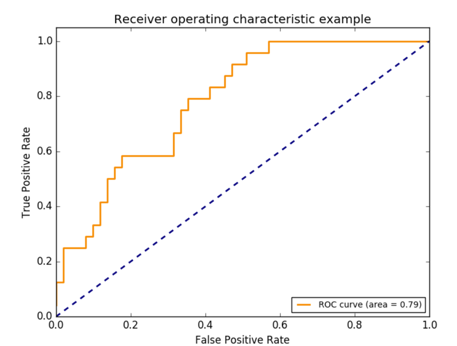 Receiver operating characteristic example
1.0
0.8
0.6
0.4
0.2
0.0
True Positive Rate
0.0 0.2 0.4 0.6 0.8 1.0
False Positive Rate
ROC curve (area = 0.79)